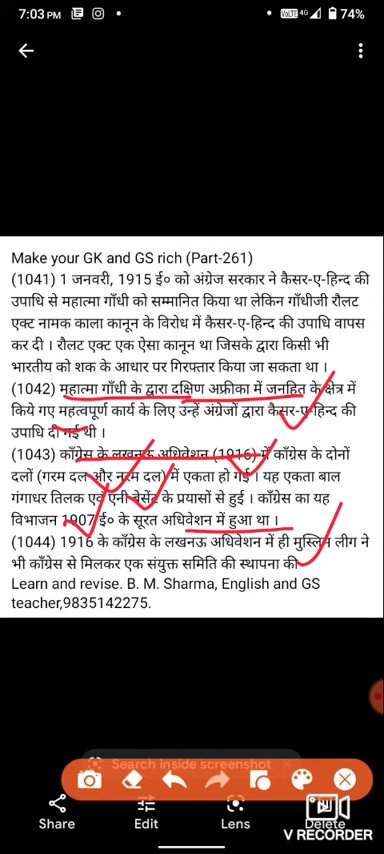 7:03 PM
VoLTE 4G 74%
Make your GK and GS rich (Part-261)
(1041) 1 जनवरी, 1915 ई० को अंग्रेज सरकार ने कैसर-ए-हिन्द की
उपाधि से महात्मा गाँधी को सम्मानित किया था लेकिन गाँधीजी रौलट
एक्ट नामक काला कानून के विरोध में कैसर-ए-हिन्द की उपाधि वापस
कर दी । रौलट एक्ट एक ऐसा कानून था जिसके द्वारा किसी भी
भारतीय को शक के आधार पर गिरफ्तार किया जा सकता था ।
(1042) महात्मा गाँधी के द्वारा दक्षिण अफ्रीका में जनहित के क्षेत्र में
किये गए महत्वपूर्ण कार्य के लिए उन्हें अंग्रेजों द्वारा कैसर-ए-हिन्द की
उपाधि दी गई थी ।
(1043) काँग्रेस के लखनऊ अधिवेशन (1916) में काँग्रेस के दोनों
दलों (गरम दल और नरम दल) में एकता हो गई । यह एकता बाल
गंगाधर तिलक एवं एनी बेसेंट के प्रयासों से हुई । काँग्रेस का यह
विभाजन 1907 ई० के सूरत अधिवेशन में हुआ था ।
(1044) 1916 के काँग्रेस के लखनऊ अधिवेशन में ही मुस्लिम लीग ने
भी काँग्रेस से मिलकर एक संयुक्त समिति की स्थापना की
Learn and revise. B. M. Sharma, English and GS
teacher,9835142275.
Search inside screenshot
Share Edit Lens Delete
V RECORDER